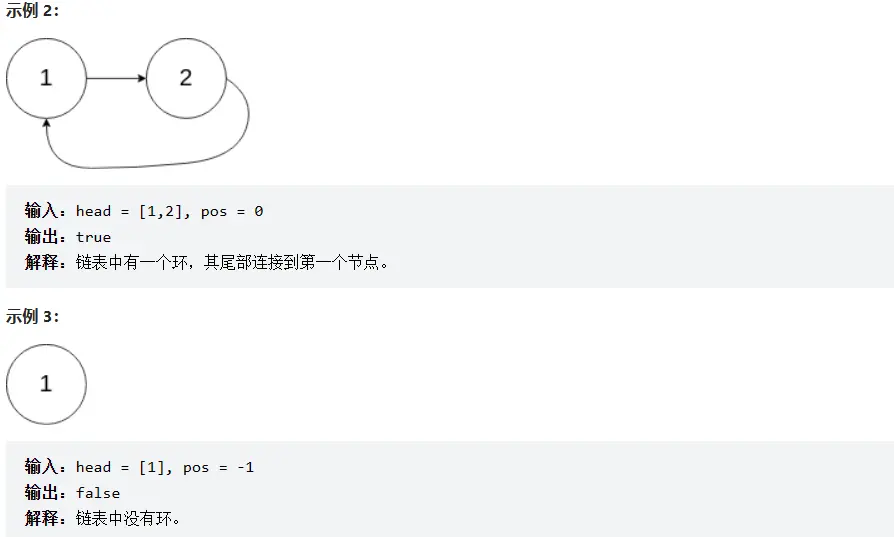 示例 2：
1
2
输入：head = [1,2], pos = 0
输出：true
解释：链表中有一个环，其尾部连接到第一个节点。
示例 3：
1
输入：head = [1], pos = -1
输出：false
解释：链表中没有环。